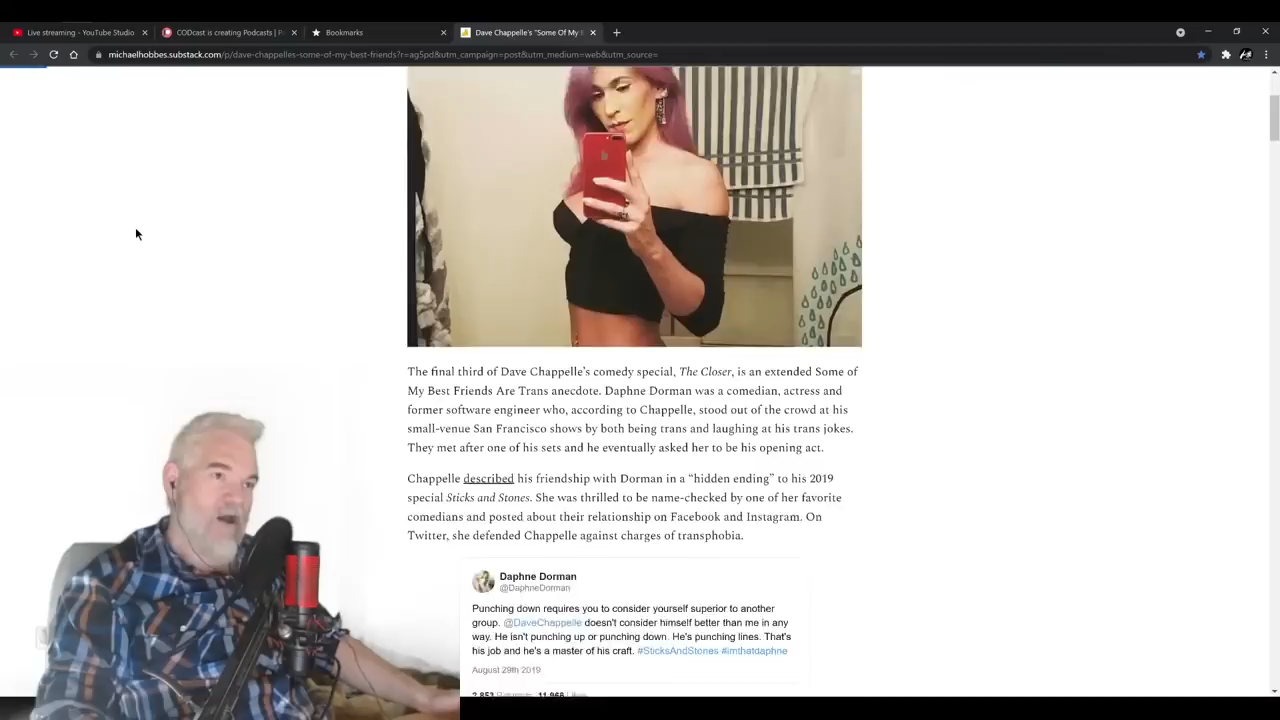 Live streaming - YouTube Studio
CODcast is creating Podcasts |
Bookmarks
Dave Chappelle's "Some Of My
michaelhobbes.substack.com/p/dave-chappelles-some-of-my-best-friends?r=ag5pd&utm_campaign=post&utm_medium=web&utm_source=
The final third of Dave Chappelle's comedy special, The Closer, is an extended Some of
My Best Friends Are Trans anecdote. Daphne Dorman was a comedian, actress and
former software engineer who, according to Chappelle, stood out of the crowd at his
small-venue San Francisco shows by both being trans and laughing at his trans jokes.
They met after one of his sets and he eventually asked her to be his opening act.
Chappelle described his friendship with Dorman in a “hidden ending” to his 2019
special Sticks and Stones. She was thrilled to be name-checked by one of her favorite
comedians and posted about their relationship on Facebook and Instagram. On
Twitter, she defended Chappelle against charges of transphobia.
Daphne Dorman
@DaphneDorman
Punching down requires you to consider yourself superior to another
group. @DaveChappelle doesn't consider himself better than me in any
way. He isn't punching up or punching down. He's punching lines. That's
his job and he's a master of his craft. #SticksAndStones #imthatdaphne
August 29th 2019